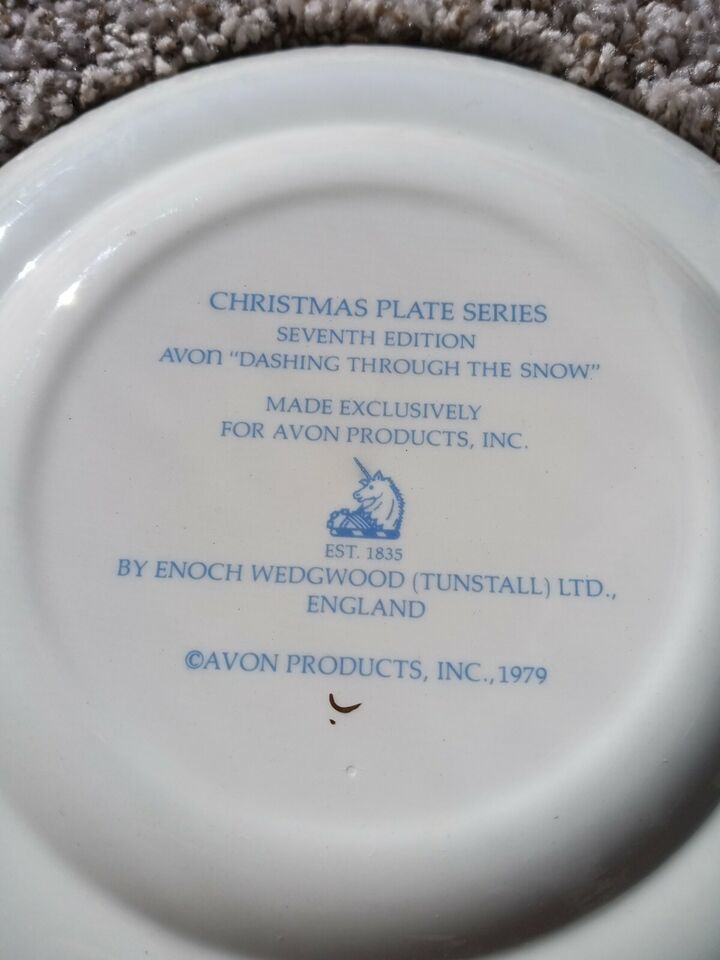 CHRISTMAS PLATE SERIES
SEVENTH EDITION
AVON "DASHING THROUGH THE SNOW"
MADE EXCLUSIVELY
FOR AVON PRODUCTS, INC.
EST. 1835
BY ENOCH WEDGWOOD (TUNSTALL) LTD.,
ENGLAND
©AVON PRODUCTS, INC., 1979